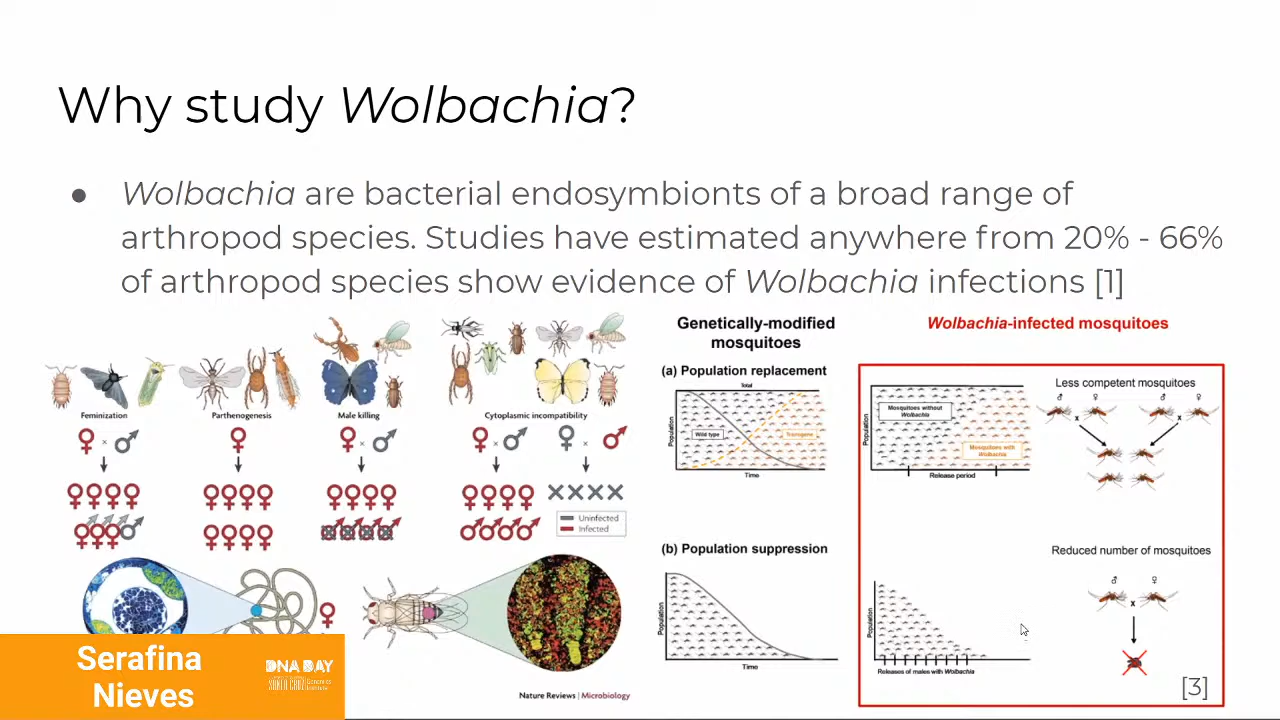 Why study Wolbachia?
● Wolbachia are bacterial endosymbionts of a broad range of
arthropod species. Studies have estimated anywhere from 20% - 66%
of arthropod species show evidence of Wolbachia infections [1]
Feminization
Parthenogenesis
Male killing
Cytoplasmic incompatibility
Uninfected
Infected
Nature Reviews | Microbiology
Genetically-modified
mosquitoes
(a) Population replacement
Total
Population
Wild type
Transgene
Time
(b) Population suppression
Population
Time
Wolbachia-infected mosquitoes
Population
Mosquitoes without
Wolbachia
Mosquitoes with
Wolbachia
Release period
Less competent mosquitoes
Reduced number of mosquitoes
Population
Releases of males with Wolbachia
[3]
Serafina
Nieves
DNA DAY
SANTA CRUZ
Genomics
Institute